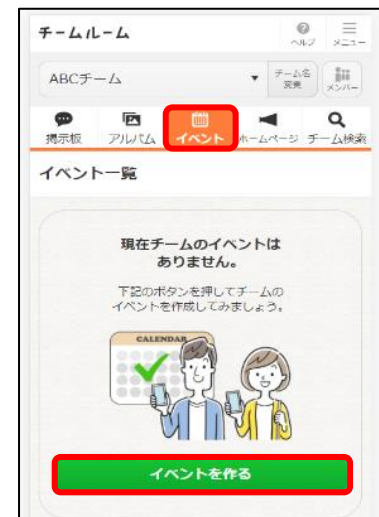 チームルーム
ヘルプ メニュー
ABCチーム ▼ チーム名変更 メンバー
掲示板 アルバム イベント ホームページ チーム検索
イベント一覧
現在チームのイベントは
ありません。
下記のボタンを押してチームの
イベントを作成してみましょう。
CALENDAR
イベントを作る